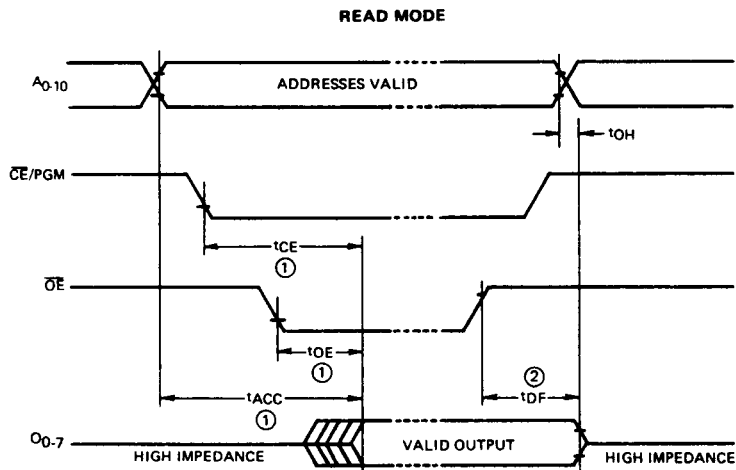 READ MODE
A0-10
ADDRESSES VALID
tOH
CE/PGM
tCE
①
OE
tOE
①
②
tACC
tDF
①
O0-7
HIGH IMPEDANCE
VALID OUTPUT
HIGH IMPEDANCE